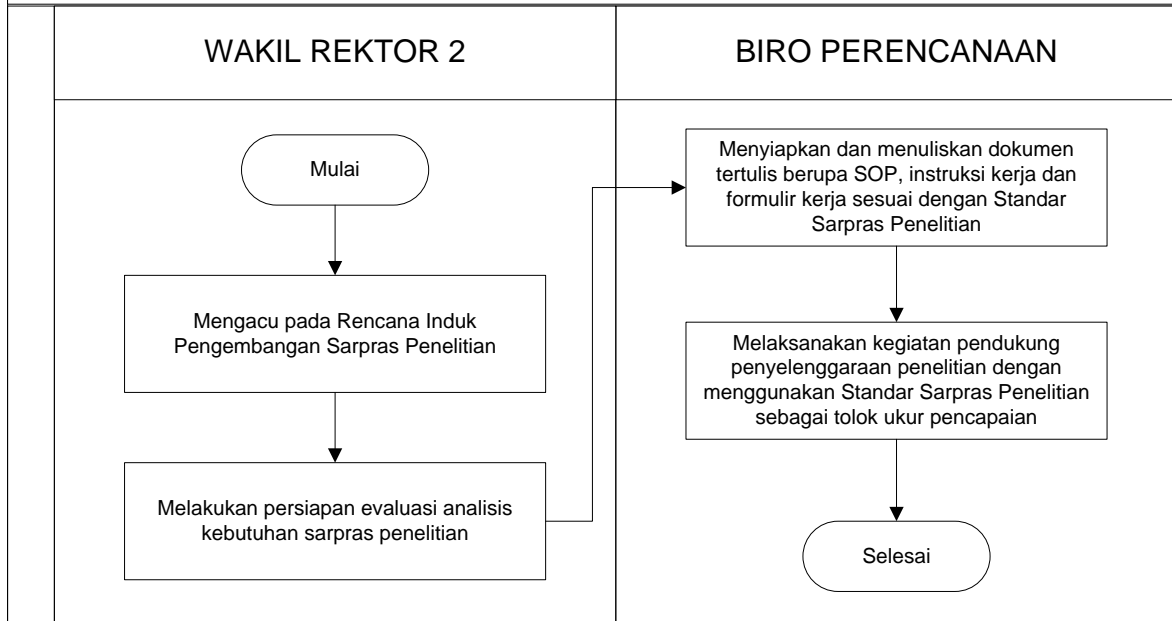 WAKIL REKTOR 2
BIRO PERENCANAAN
Mulai
Mengacu pada Rencana Induk
Pengembangan Sarpras Penelitian
Melakukan persiapan evaluasi analisis
kebutuhan sarpras penelitian
Menyiapkan dan menuliskan dokumen
tertulis berupa SOP, instruksi kerja dan
formulir kerja sesuai dengan Standar
Sarpras Penelitian
Melaksanakan kegiatan pendukung
penyelenggaraan penelitian dengan
menggunakan Standar Sarpras Penelitian
sebagai tolok ukur pencapaian
Selesai